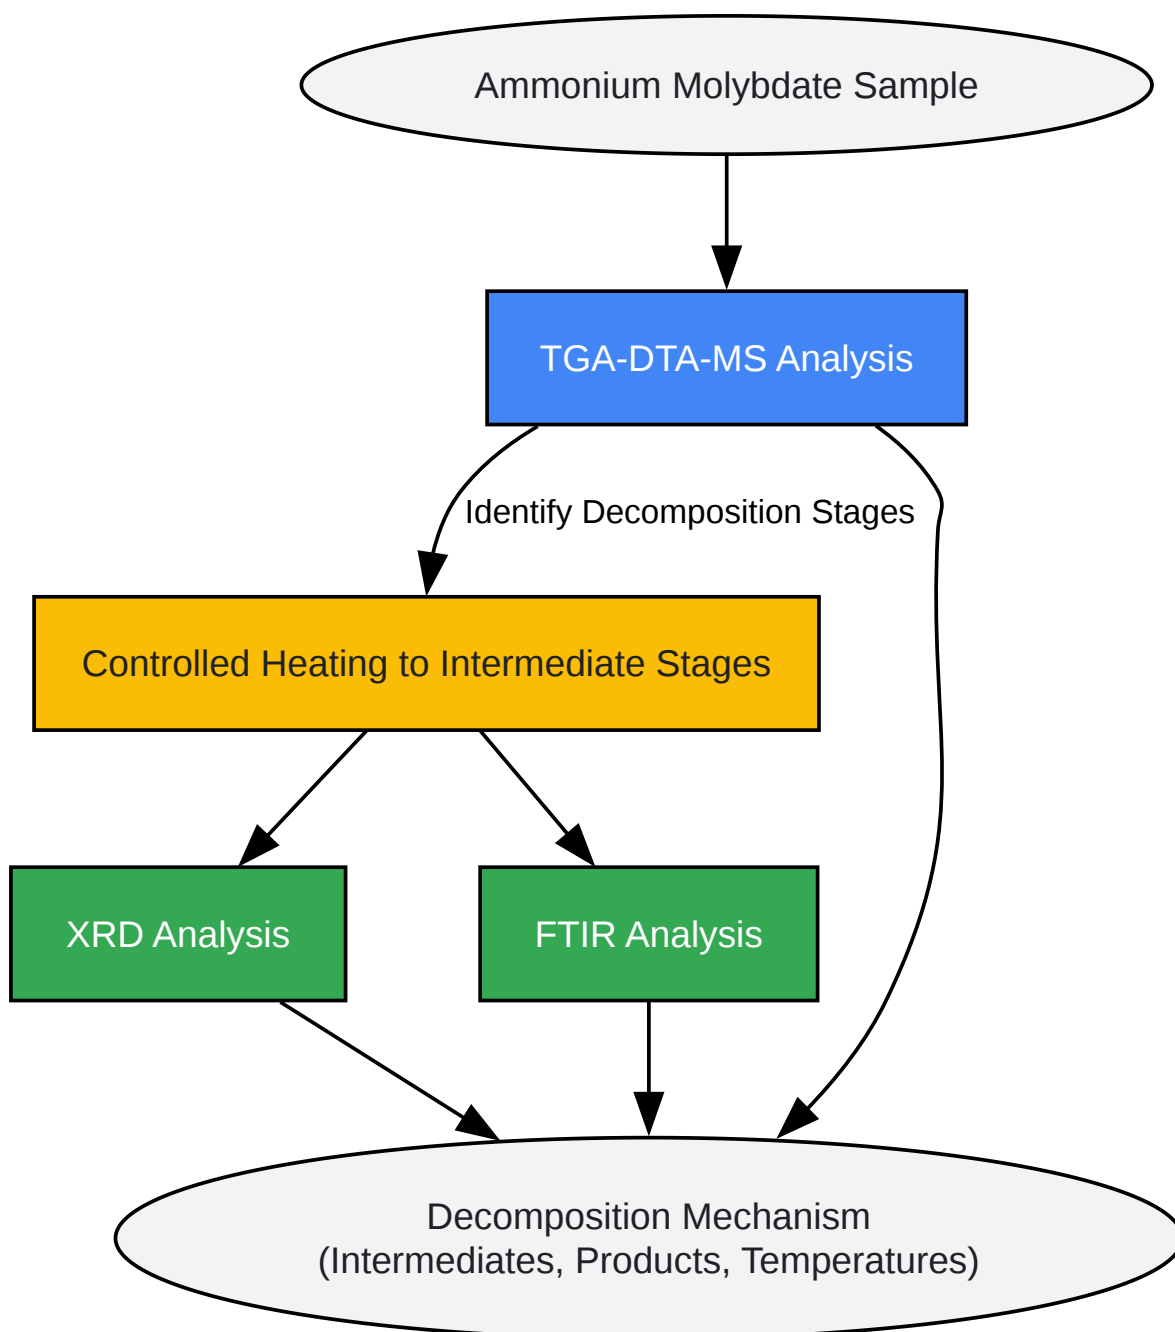 Ammonium Molybdate Sample
TGA-DTA-MS Analysis
Identify Decomposition Stages
Controlled Heating to Intermediate Stages
XRD Analysis
FTIR Analysis
Decomposition Mechanism
(Intermediates, Products, Temperatures)